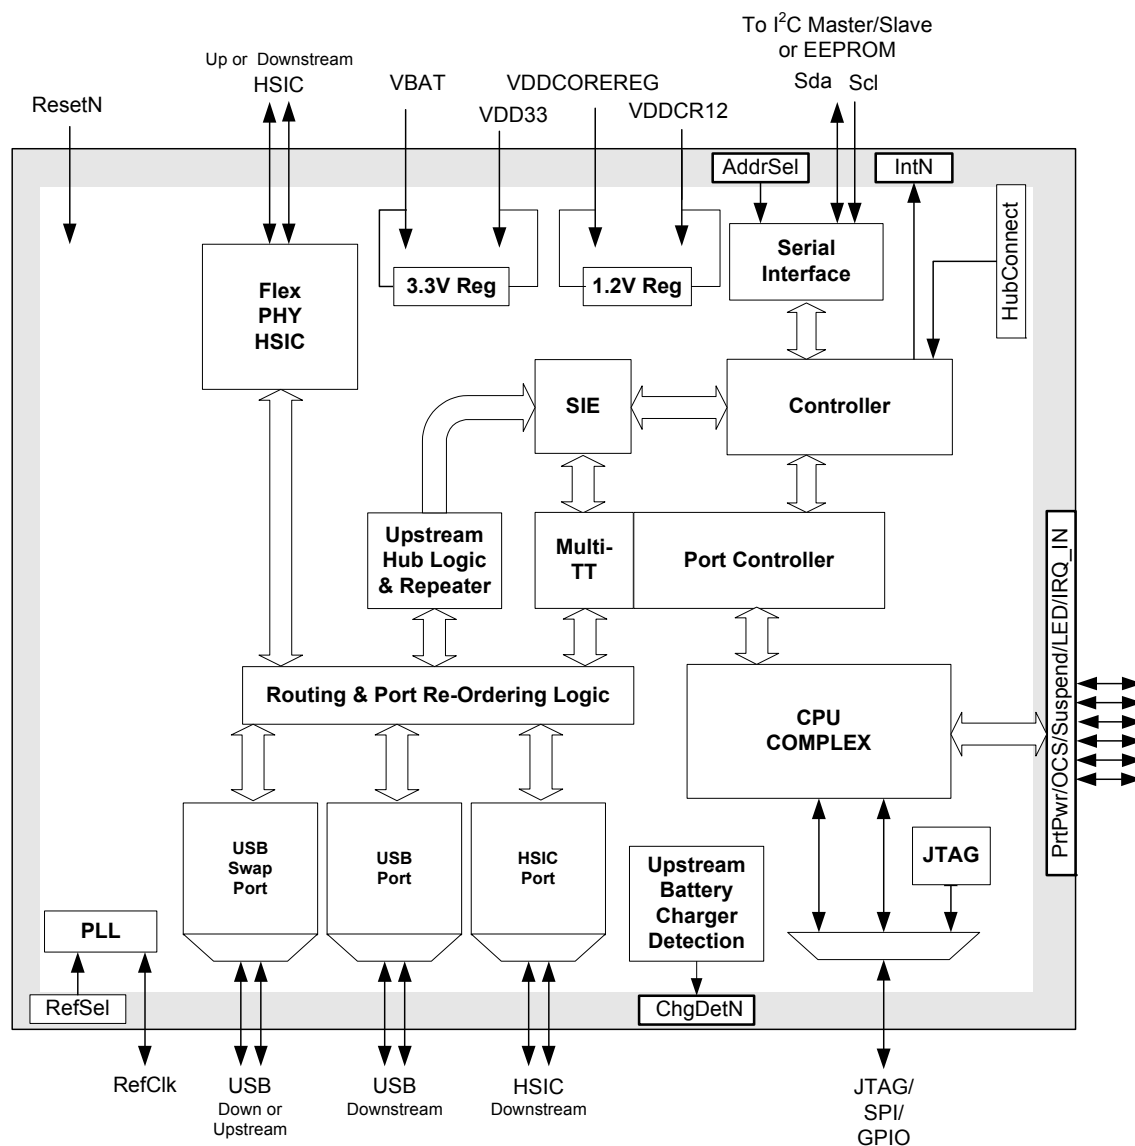 To I²C Master/Slave
or EEPROM
Up or Downstream
HSIC
VBAT
VDDCOREREG
Sda
Scl
ResetN
VDD33
VDDCR12
AddrSel
IntN
HubConnect
Serial
Interface
Flex
PHY
HSIC
3.3V Reg
1.2V Reg
SIE
Controller
Upstream
Hub Logic
& Repeater
Multi-
TT
Port Controller
PrtPwr/OCS/Suspend/LED/IRQ_IN
Routing & Port Re-Ordering Logic
CPU
COMPLEX
USB
Swap
Port
USB
Port
HSIC
Port
Upstream
Battery
Charger
Detection
JTAG
PLL
RefSel
ChgDetN
RefClk
USB
Down or
Upstream
USB
Downstream
HSIC
Downstream
JTAG/
SPI/
GPIO